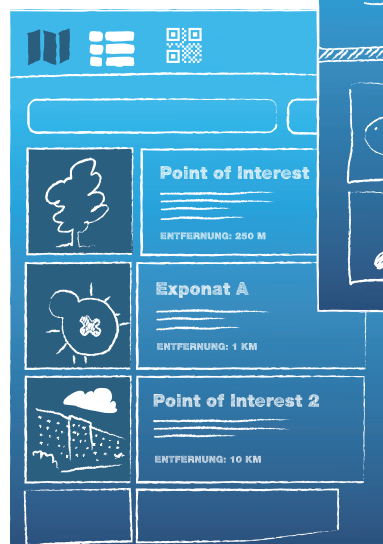 Point of Interest
ENTFERNUNG: 250 M
Exponat A
ENTFERNUNG: 1 KM
Point of Interest 2
ENTFERNUNG: 10 KM